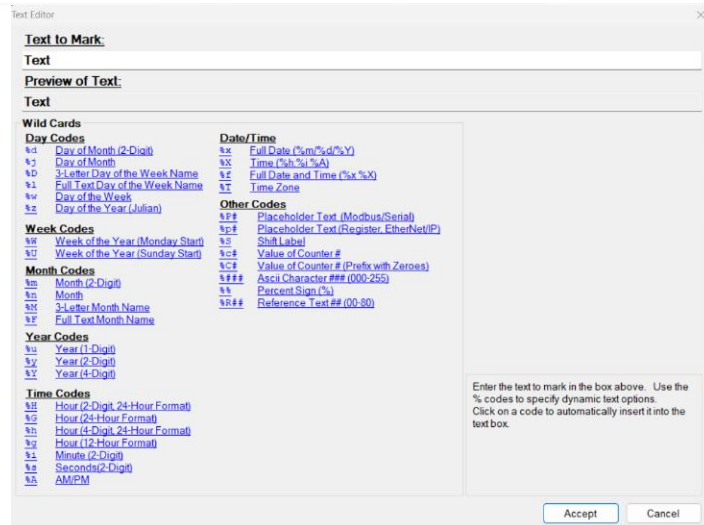 Text Editor
Text to Mark:
Text
Preview of Text:
Text
Wild Cards
Day Codes
%d Day of Month (2-Digit)
%j Day of Month
%D 3-Letter Day of the Week Name
%l Full Text Day of the Week Name
%w Day of the Week
%z Day of the Year (Julian)
Week Codes
%W Week of the Year (Monday Start)
%U Week of the Year (Sunday Start)
Month Codes
%m Month (2-Digit)
%n Month
%M 3-Letter Month Name
%F Full Text Month Name
Year Codes
%u Year (1-Digit)
%y Year (2-Digit)
%Y Year (4-Digit)
Time Codes
%H Hour (2-Digit, 24-Hour Format)
%G Hour (24-Hour Format)
%h Hour (4-Digit, 24-Hour Format)
%g Hour (12-Hour Format)
%i Minute (2-Digit)
%s Seconds(2-Digit)
%A AM/PM
Date/Time
%x Full Date (%m/%d/%Y)
%X Time (%h:%i %A)
%f Full Date and Time (%x %X)
%T Time Zone
Other Codes
%P# Placeholder Text (Modbus/Serial)
%p# Placeholder Text (Register, EtherNet/IP)
%S Shift Label
%c# Value of Counter #
%C# Value of Counter # (Prefix with Zeroes)
%### Ascii Character ### (000-255)
%% Percent Sign (%)
%R## Reference Text ## (00-80)
Enter the text to mark in the box above. Use the
% codes to specify dynamic text options.
Click on a code to automatically insert it into the
text box.
Accept
Cancel